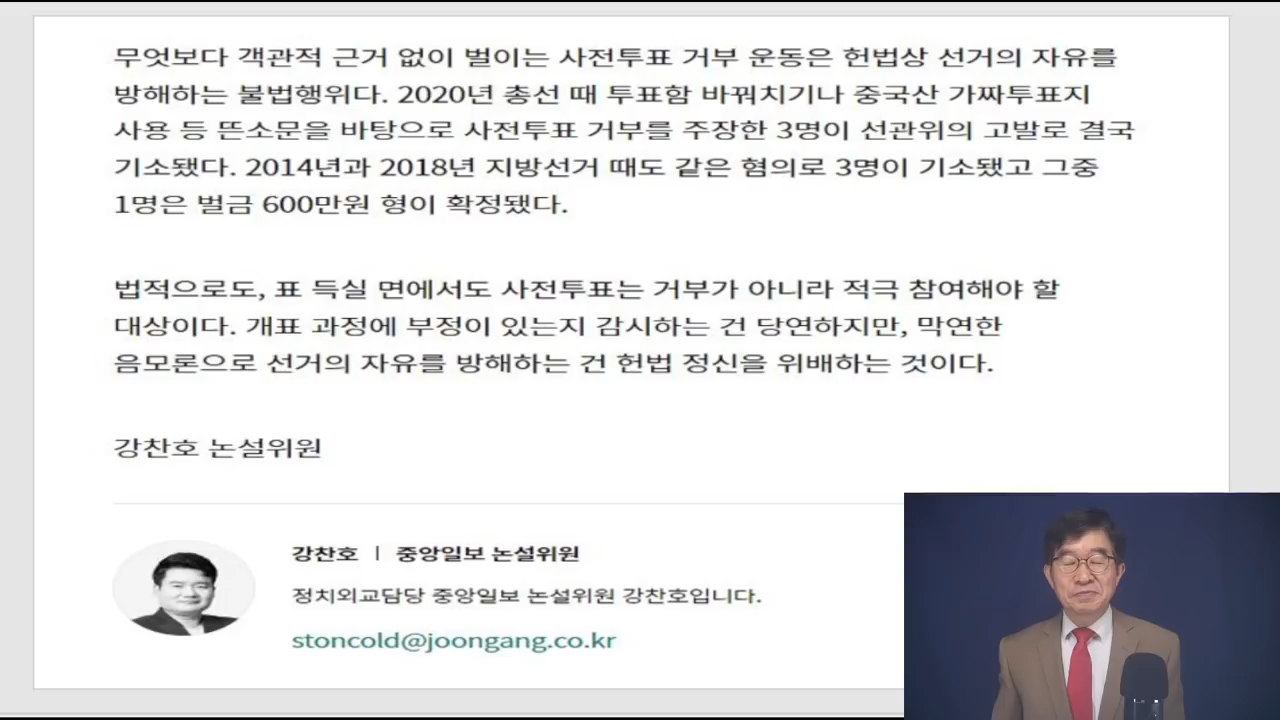 무엇보다 객관적 근거 없이 벌이는 사전투표 거부 운동은 헌법상 선거의 자유를
방해하는 불법행위다. 2020년 총선 때 투표함 바꿔치기나 중국산 가짜투표지
사용 등 뜬소문을 바탕으로 사전투표 거부를 주장한 3명이 선관위의 고발로 결국
기소됐다. 2014년과 2018년 지방선거 때도 같은 혐의로 3명이 기소됐고 그중
1명은 벌금 600만원 형이 확정됐다.
법적으로도, 표 득실 면에서도 사전투표는 거부가 아니라 적극 참여해야 할
대상이다. 개표 과정에 부정이 있는지 감시하는 건 당연하지만, 막연한
음모론으로 선거의 자유를 방해하는 건 헌법 정신을 위배하는 것이다.
강찬호 논설위원
강찬호 ㅣ 중앙일보 논설위원
정치외교담당 중앙일보 논설위원 강찬호입니다.
stoncold@joongang.co.kr